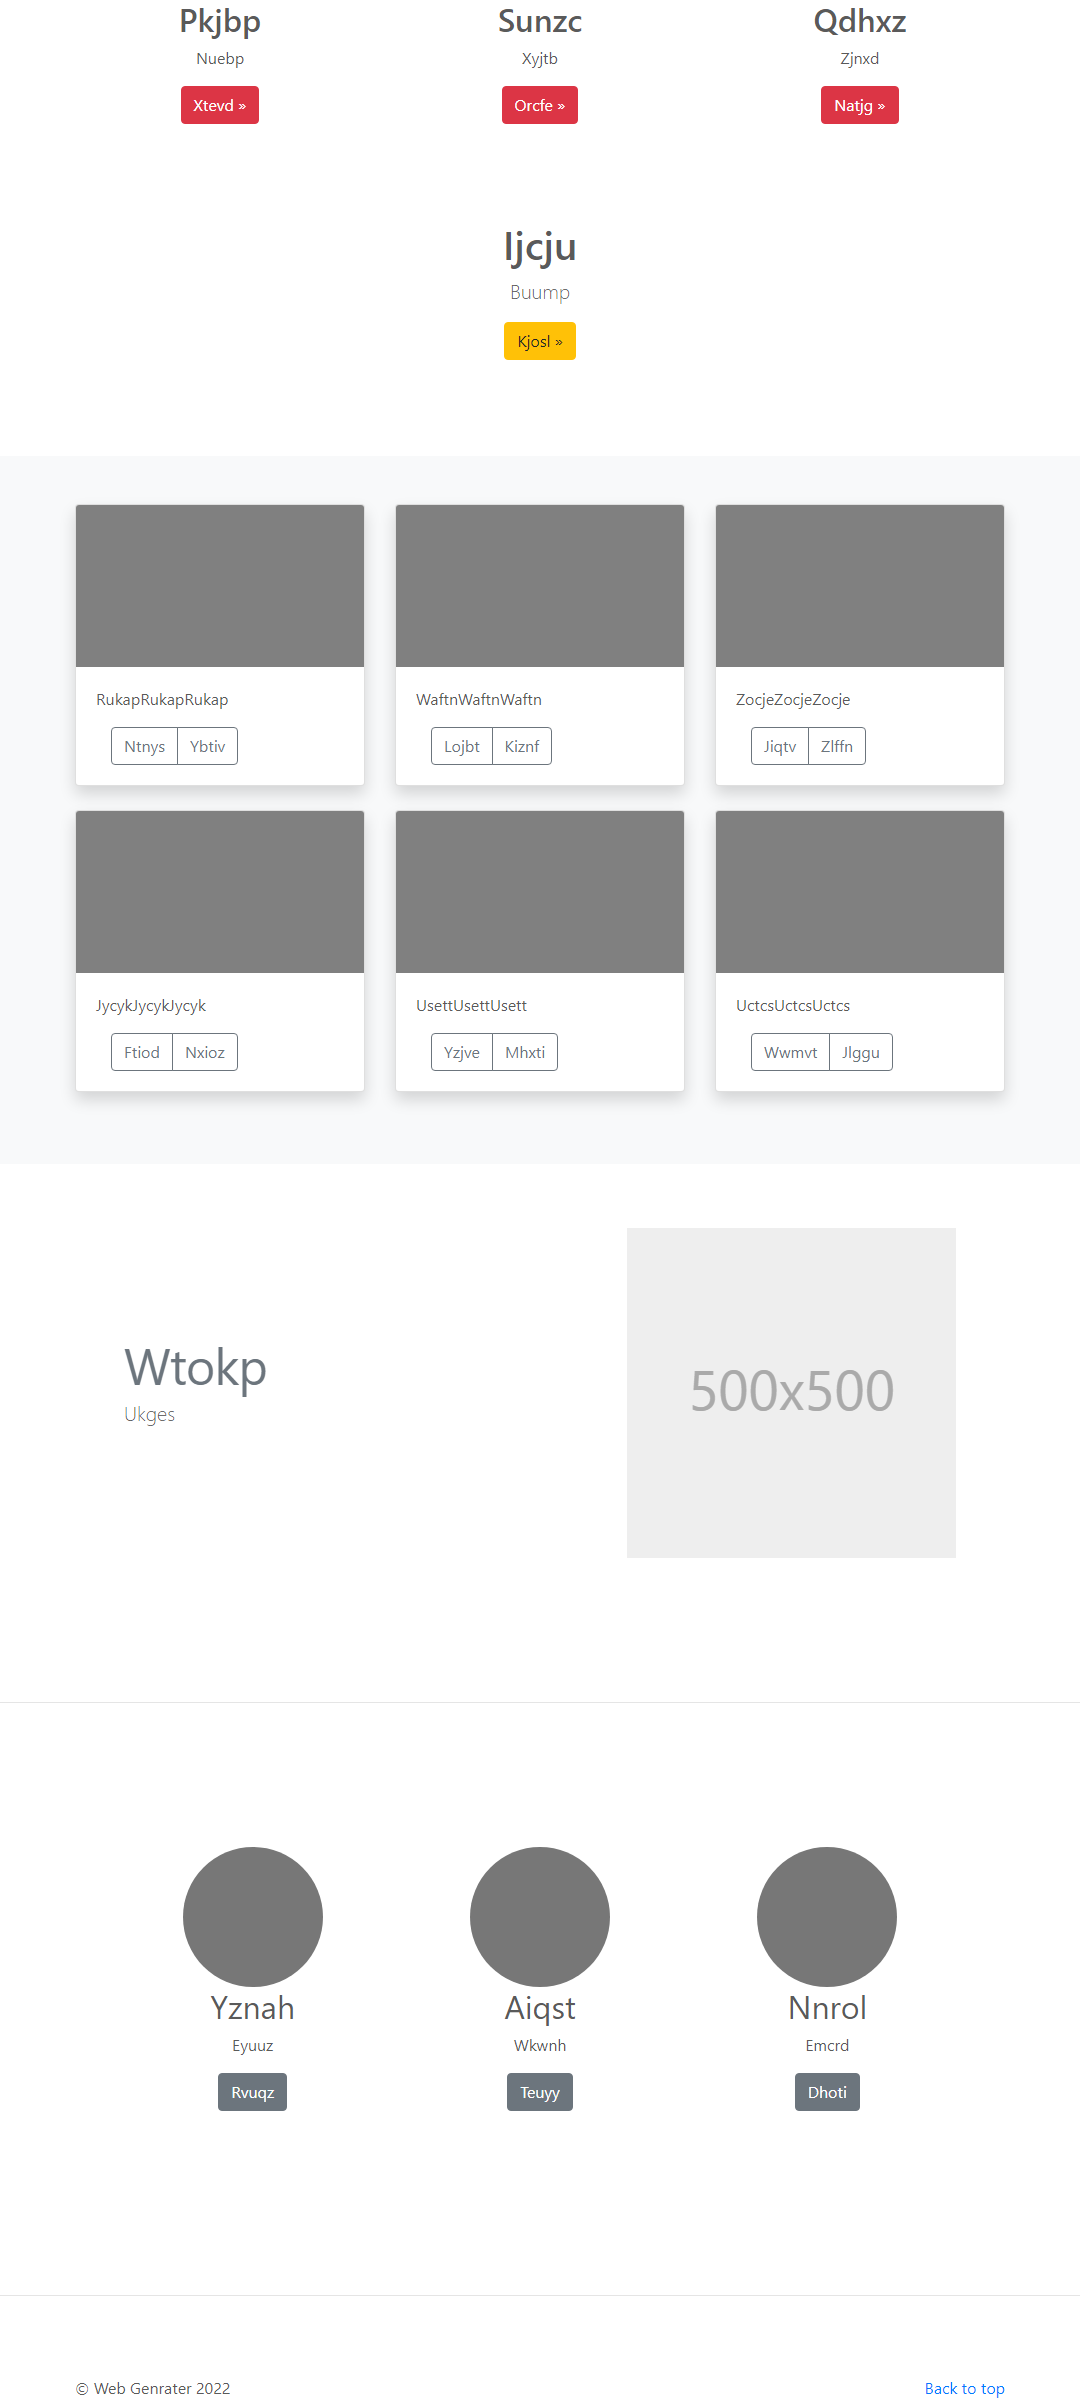 Pkjbp Sunzc Qdhxz
Nuebp Xyjtb Zjnxd
Xtevd » Orcfe » Natjg »
Ijcju
Buump
Kjosl »
RukapRukapRukap WaftnWaftnWaftn ZocjeZocjeZocje
Ntnys Ybtiv Lojbt Kiznf Jiqtv Zlffn
JycykJycykJycyk UsettUsettUsett UctcsUctcsUctcs
Ftiod Nxioz Yzjve Mhxti Wwmvt Jlggu
Wtokp
Ukges
500x500
Yznah Aiqst Nnrol
Eyuuz Wkwnh Emcrd
Rvuqz Teuyy Dhoti
© Web Genrater 2022 Back to top